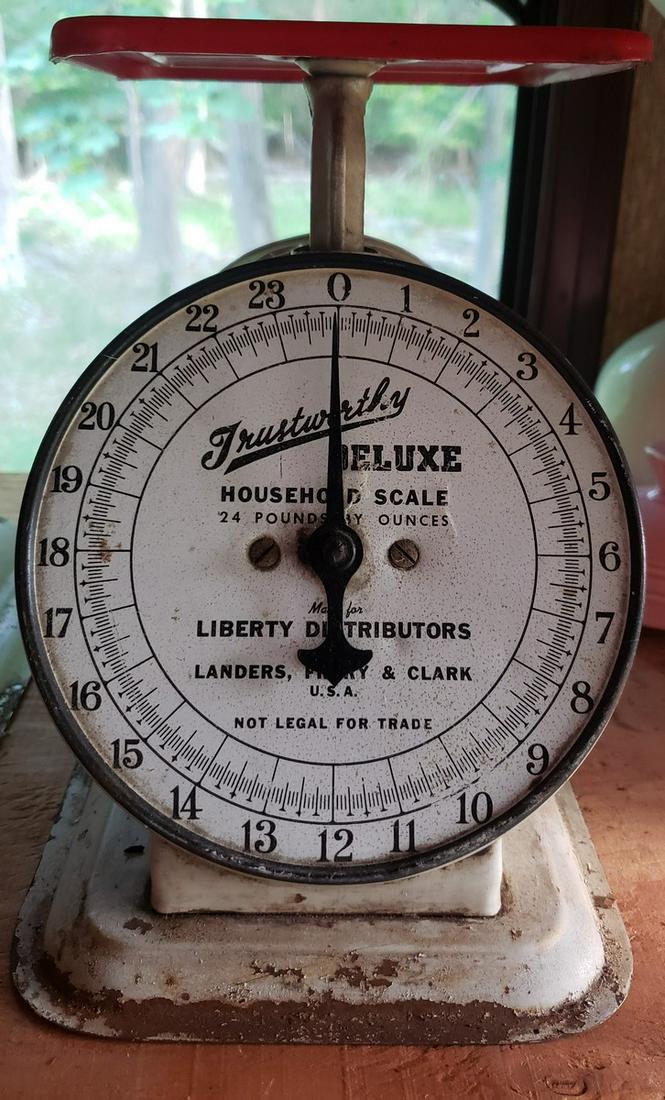 0
1
2
3
4
5
6
7
8
9
10
11
12
13
14
15
16
17
18
19
20
21
22
23
Trustworthy
DELUXE
HOUSEHOLD SCALE
24 POUNDS BY OUNCES
Made for
LIBERTY DISTRIBUTORS
LANDERS, FRARY & CLARK
U.S.A.
NOT LEGAL FOR TRADE